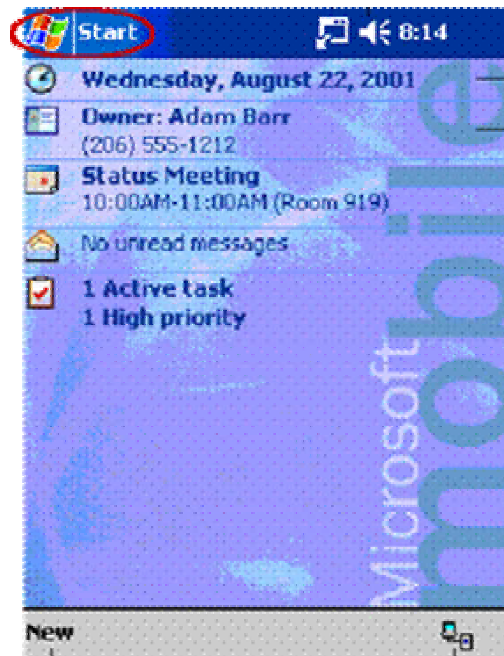 Start 8:14
Wednesday, August 22, 2001
Owner: Adam Barr
(206) 555-1212
Status Meeting
10:00AM-11:00AM (Room 919)
No unread messages
1 Active task
1 High priority
Microsoft
mobile
New